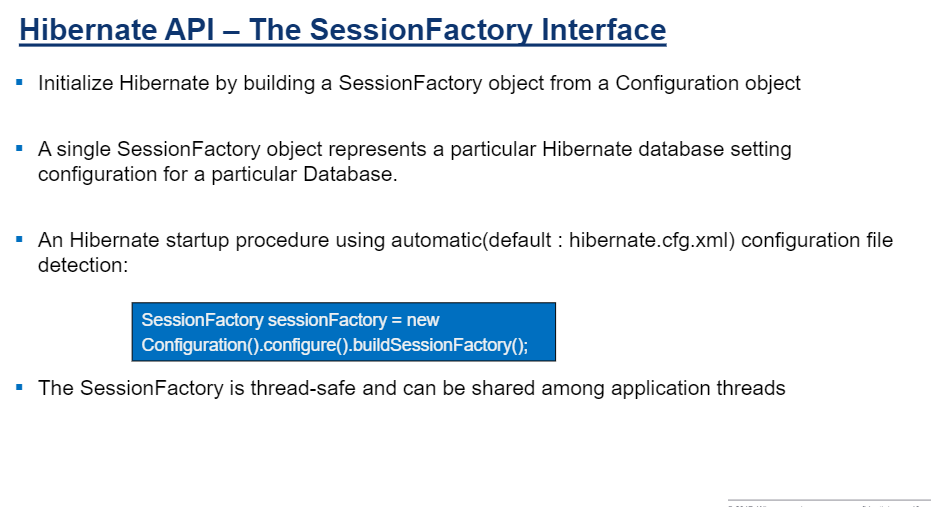 Hibernate API – The SessionFactory Interface
Initialize Hibernate by building a SessionFactory object from a Configuration object
A single SessionFactory object represents a particular Hibernate database setting
configuration for a particular Database.
An Hibernate startup procedure using automatic(default : hibernate.cfg.xml) configuration file
detection:
SessionFactory sessionFactory = new
Configuration().configure().buildSessionFactory();
The SessionFactory is thread-safe and can be shared among application threads